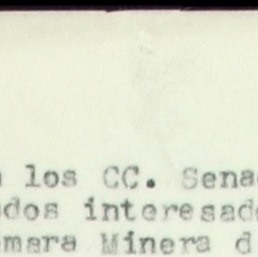 los CC. Sena
dos interesad
mara Minera d